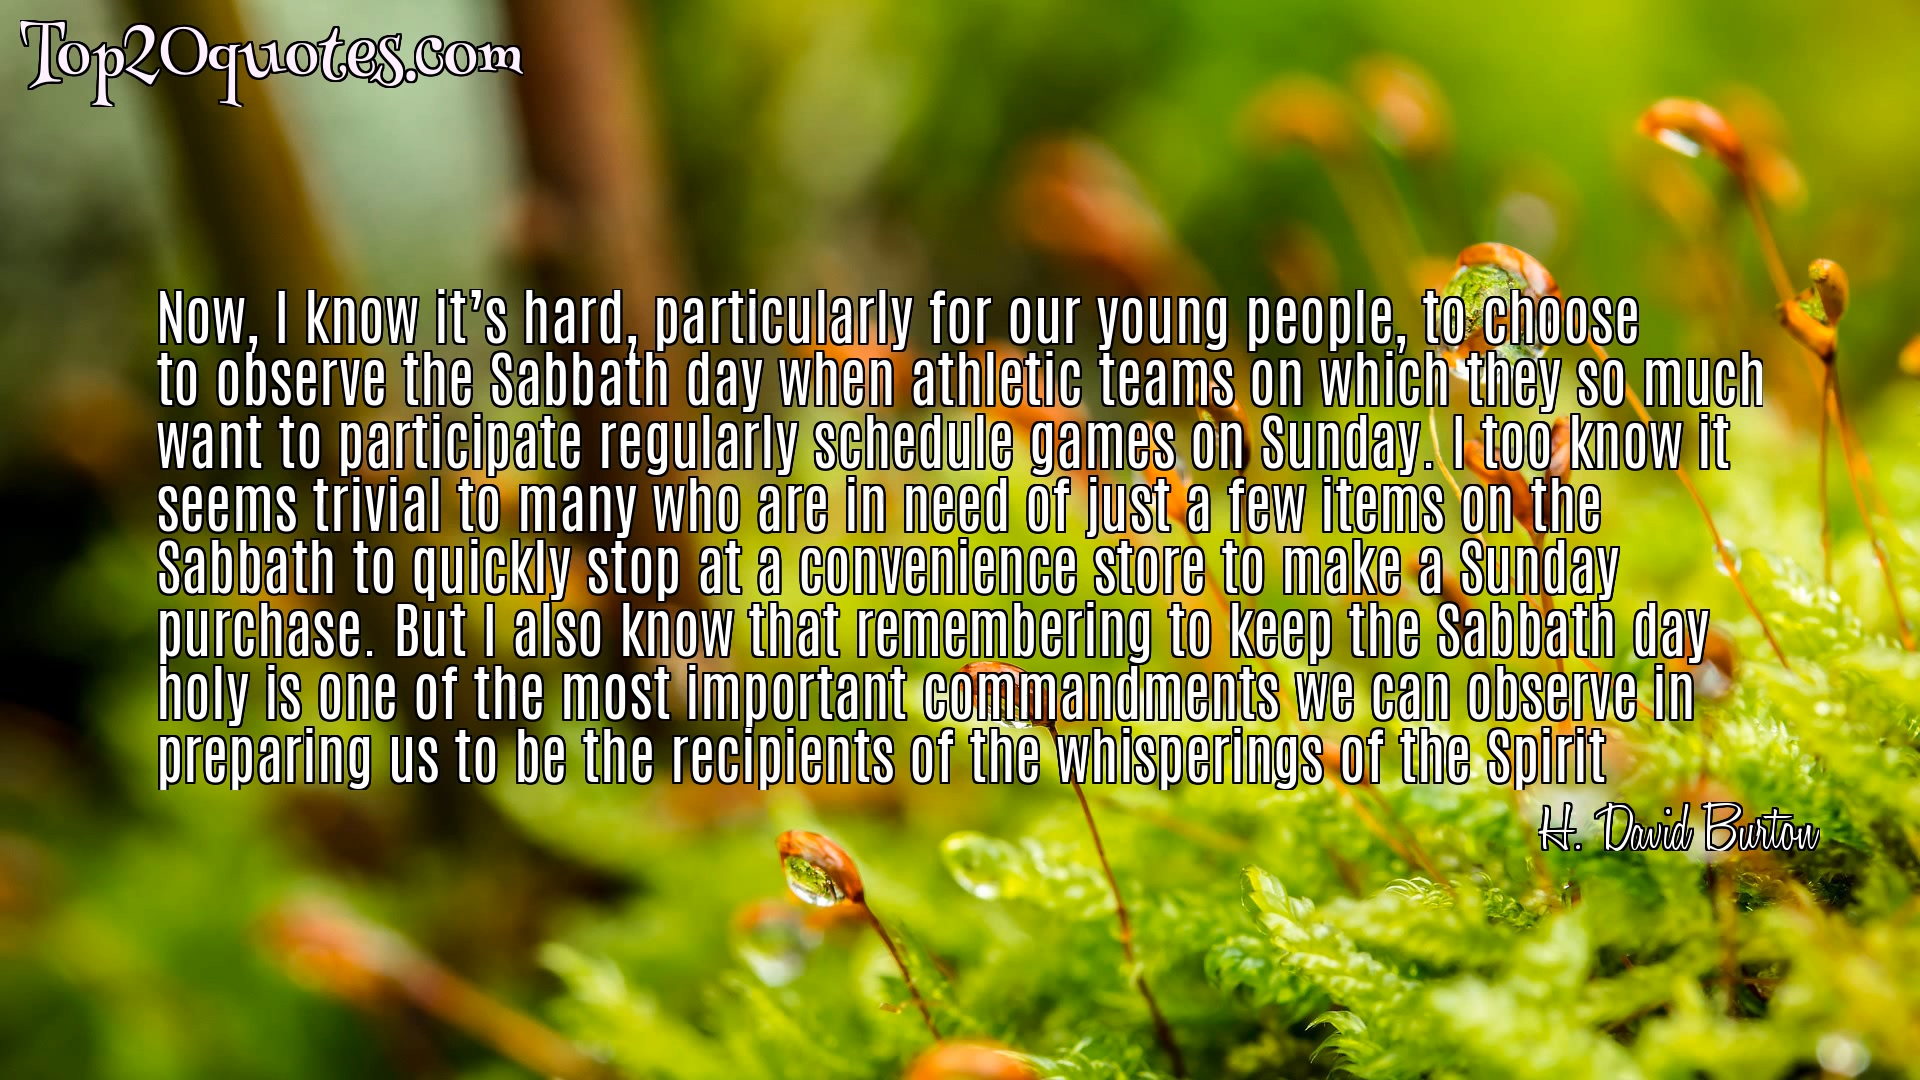 Top20quotes.com
Now, I know it’s hard, particularly for our young people, to choose
to observe the Sabbath day when athletic teams on which they so much
want to participate regularly schedule games on Sunday. I too know it
seems trivial to many who are in need of just a few items on the
Sabbath to quickly stop at a convenience store to make a Sunday
purchase. But I also know that remembering to keep the Sabbath day
holy is one of the most important commandments we can observe in
preparing us to be the recipients of the whisperings of the Spirit
H. David Burton